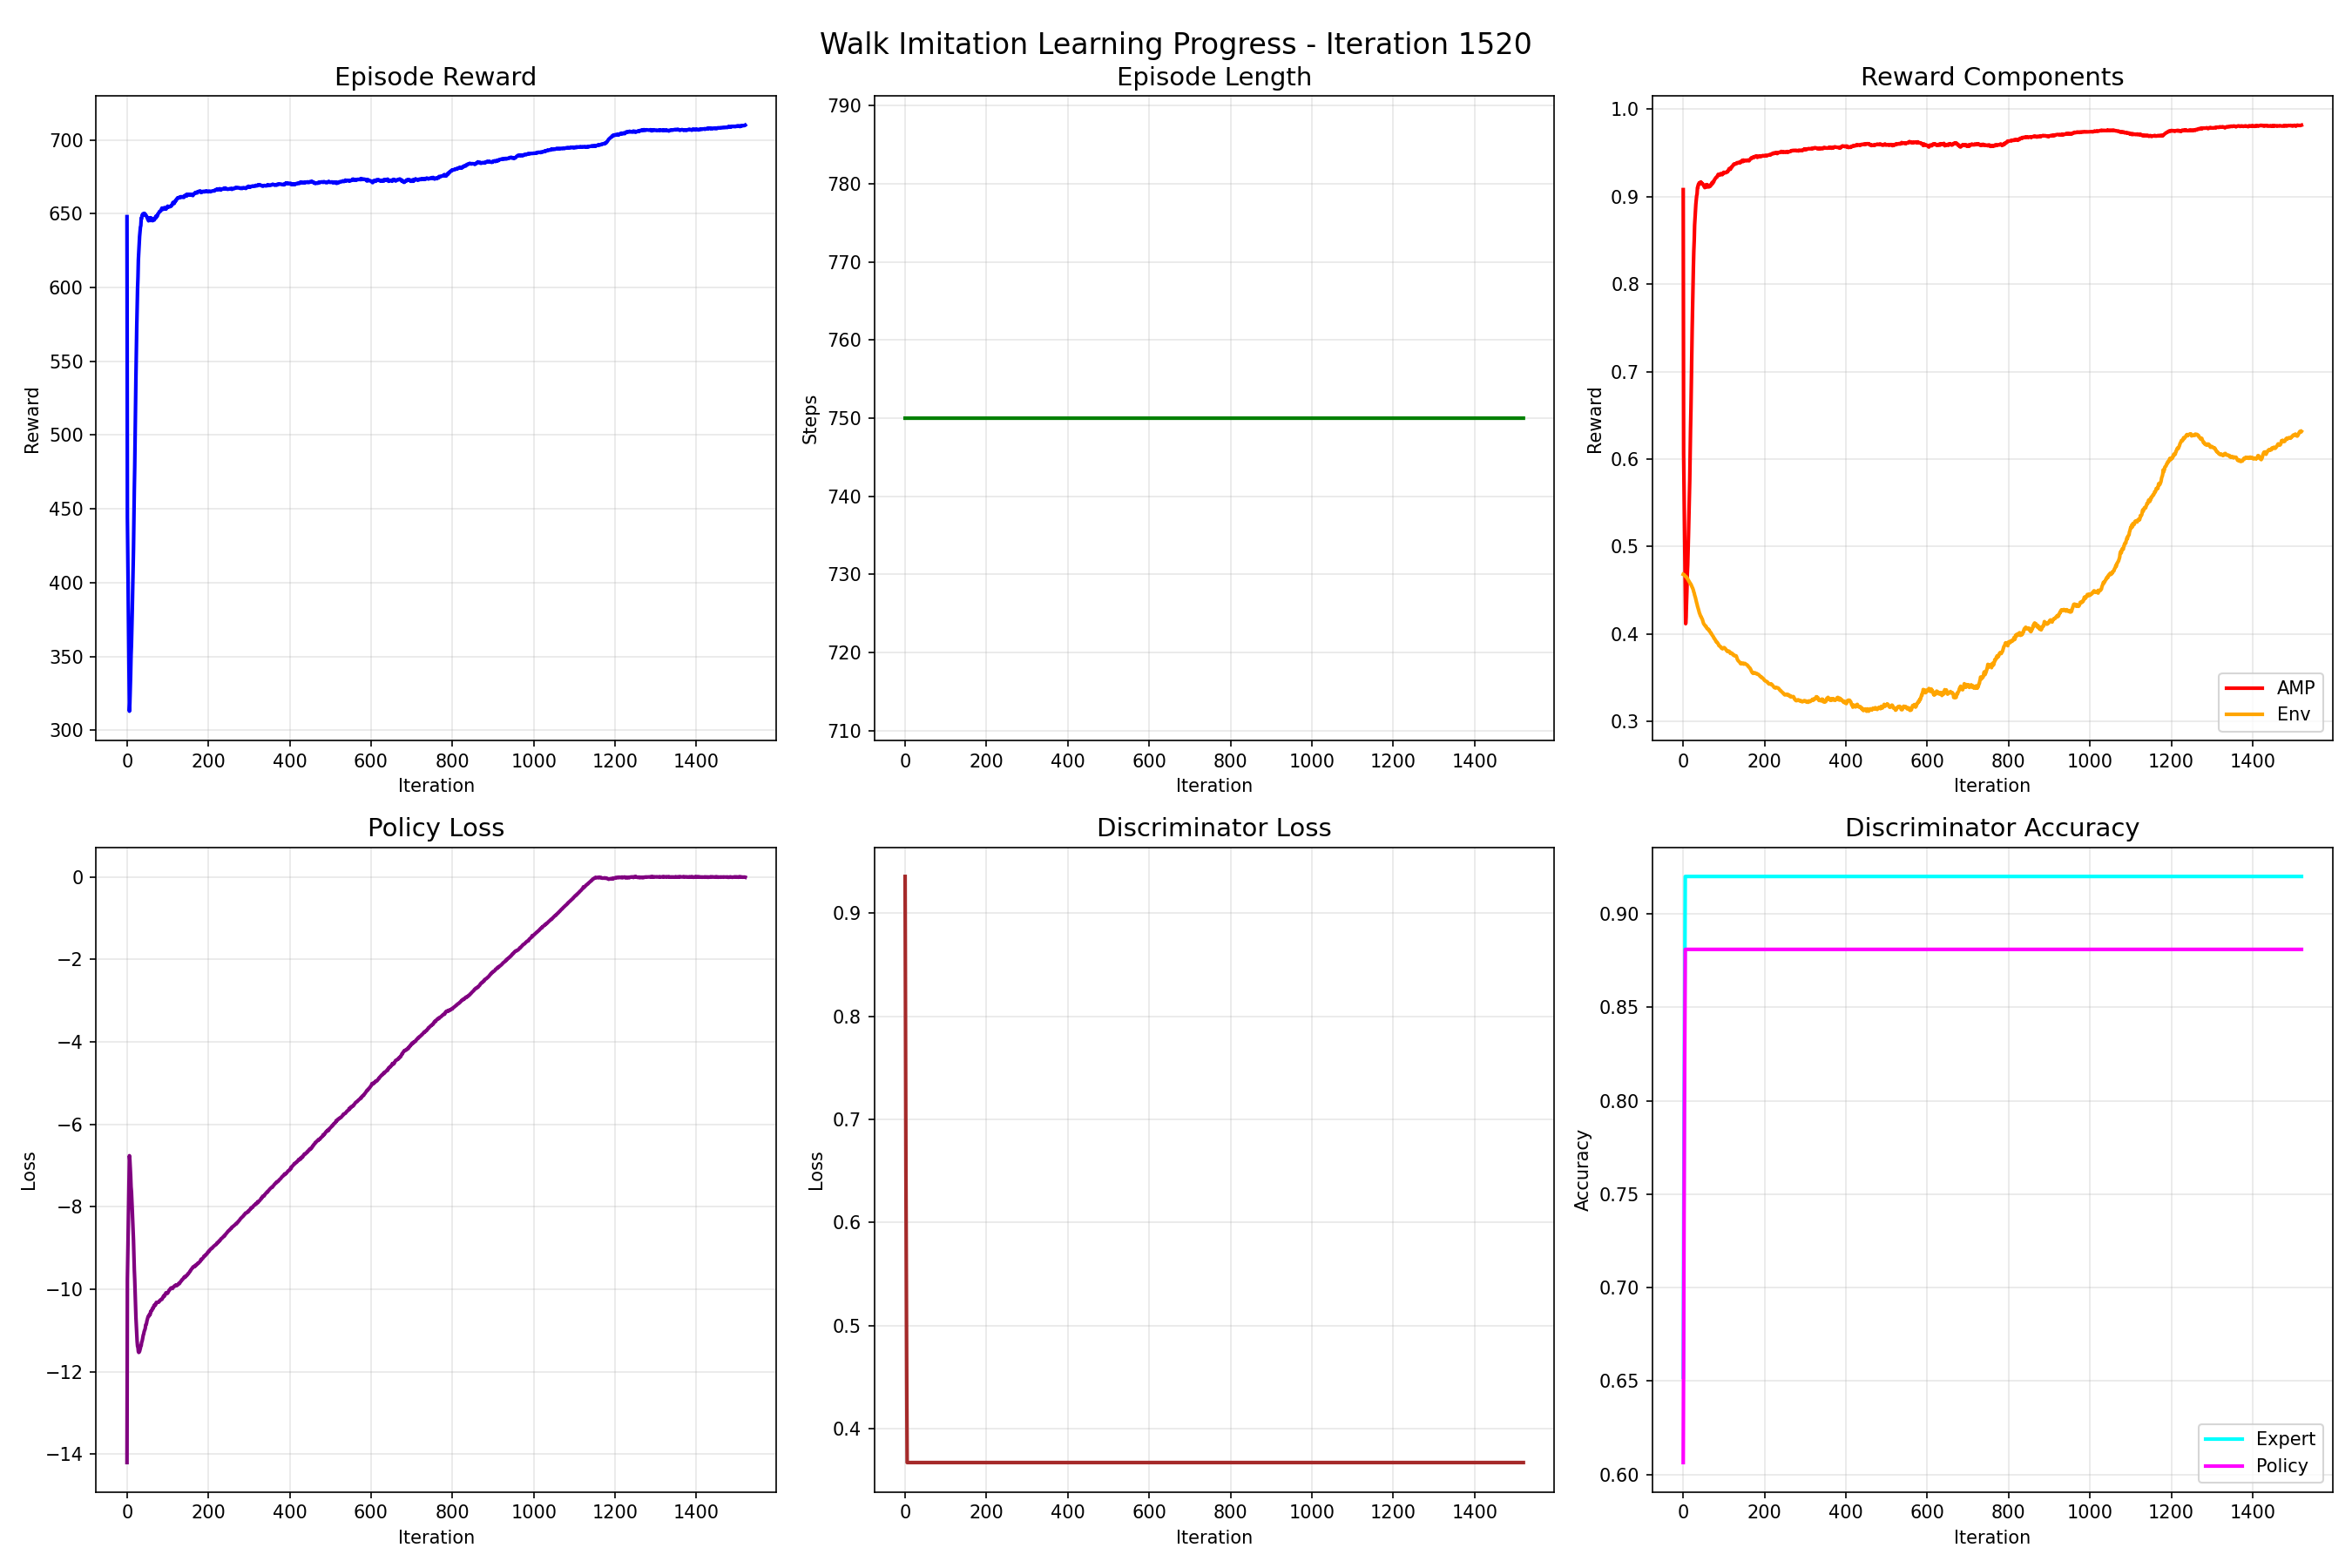 Walk Imitation Learning Progress - Iteration 1520
Episode Reward
700
650
600
550
500
450
400
350
300
Reward
0 200 400 600 800 1000 1200 1400
Iteration
Episode Length
790
780
770
760
750
740
730
720
710
Steps
0 200 400 600 800 1000 1200 1400
Iteration
Reward Components
1.0
0.9
0.8
0.7
0.6
0.5
0.4
0.3
Reward
AMP
Env
0 200 400 600 800 1000 1200 1400
Iteration
Policy Loss
0
−2
−4
−6
−8
−10
−12
−14
Loss
0 200 400 600 800 1000 1200 1400
Iteration
Discriminator Loss
0.9
0.8
0.7
0.6
0.5
0.4
Loss
0 200 400 600 800 1000 1200 1400
Iteration
Discriminator Accuracy
0.90
0.85
0.80
0.75
0.70
0.65
0.60
Accuracy
Expert
Policy
0 200 400 600 800 1000 1200 1400
Iteration